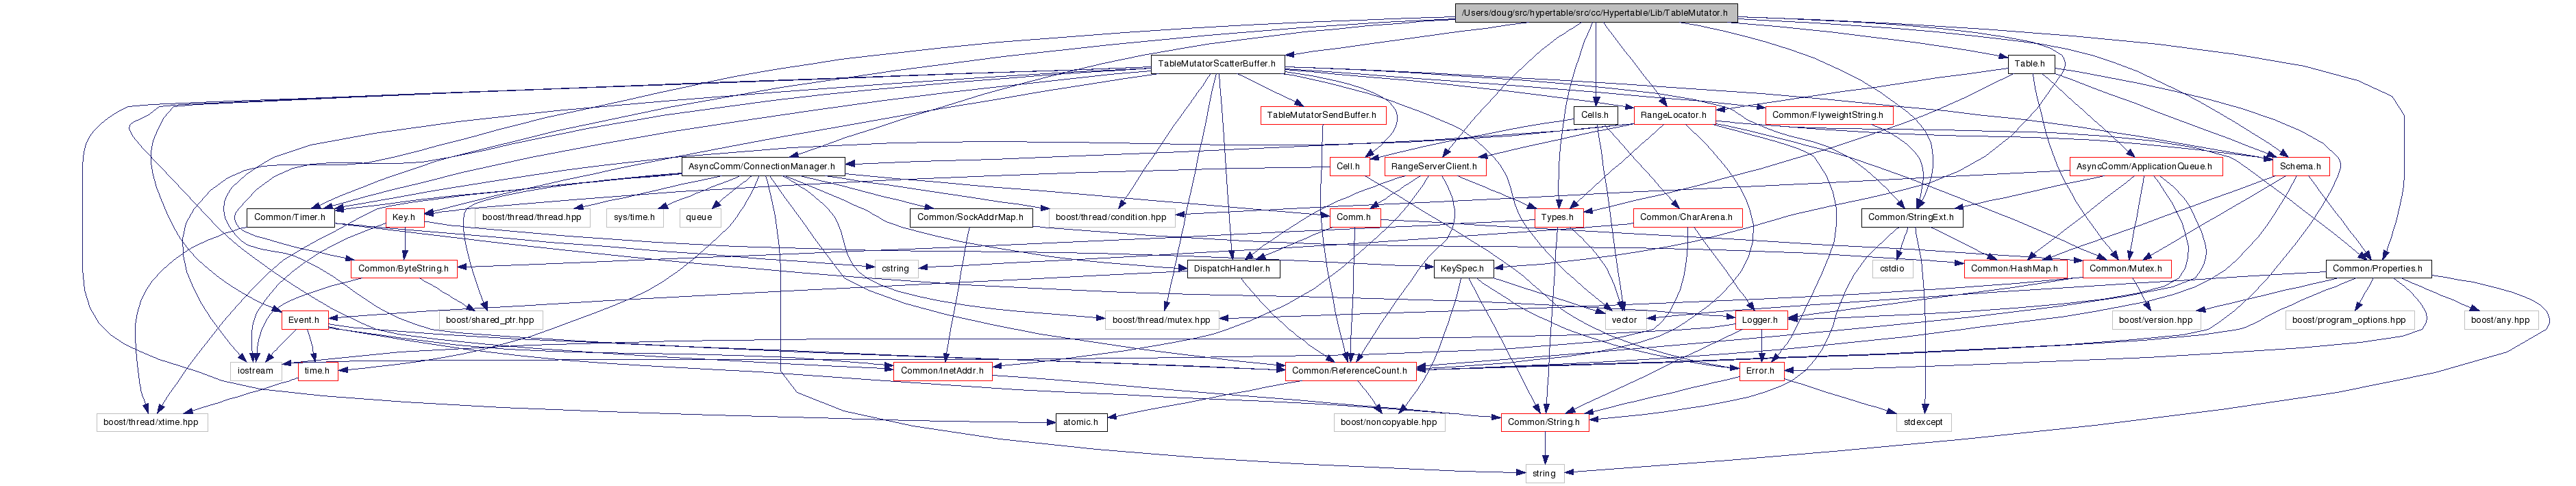 /Users/doug/src/hypertable/src/cc/Hypertable/Lib/TableMutator.h
TableMutatorScatterBuffer.h
Table.h
TableMutatorSendBuffer.h
Cells.h
RangeLocator.h
Common/FlyweightString.h
AsyncComm/ConnectionManager.h
Cell.h
RangeServerClient.h
AsyncComm/ApplicationQueue.h
Schema.h
Common/Timer.h
Key.h
boost/thread/thread.hpp
sys/time.h
queue
Common/SockAddrMap.h
boost/thread/condition.hpp
Comm.h
Types.h
Common/CharArena.h
Common/StringExt.h
Common/ByteString.h
cstring
DispatchHandler.h
KeySpec.h
cstdio
Common/HashMap.h
Common/Mutex.h
Common/Properties.h
Event.h
boost/shared_ptr.hpp
boost/thread/mutex.hpp
vector
Logger.h
boost/version.hpp
boost/program_options.hpp
boost/any.hpp
iostream
time.h
Common/InetAddr.h
Common/ReferenceCount.h
Error.h
boost/thread/xtime.hpp
atomic.h
boost/noncopyable.hpp
Common/String.h
stdexcept
string